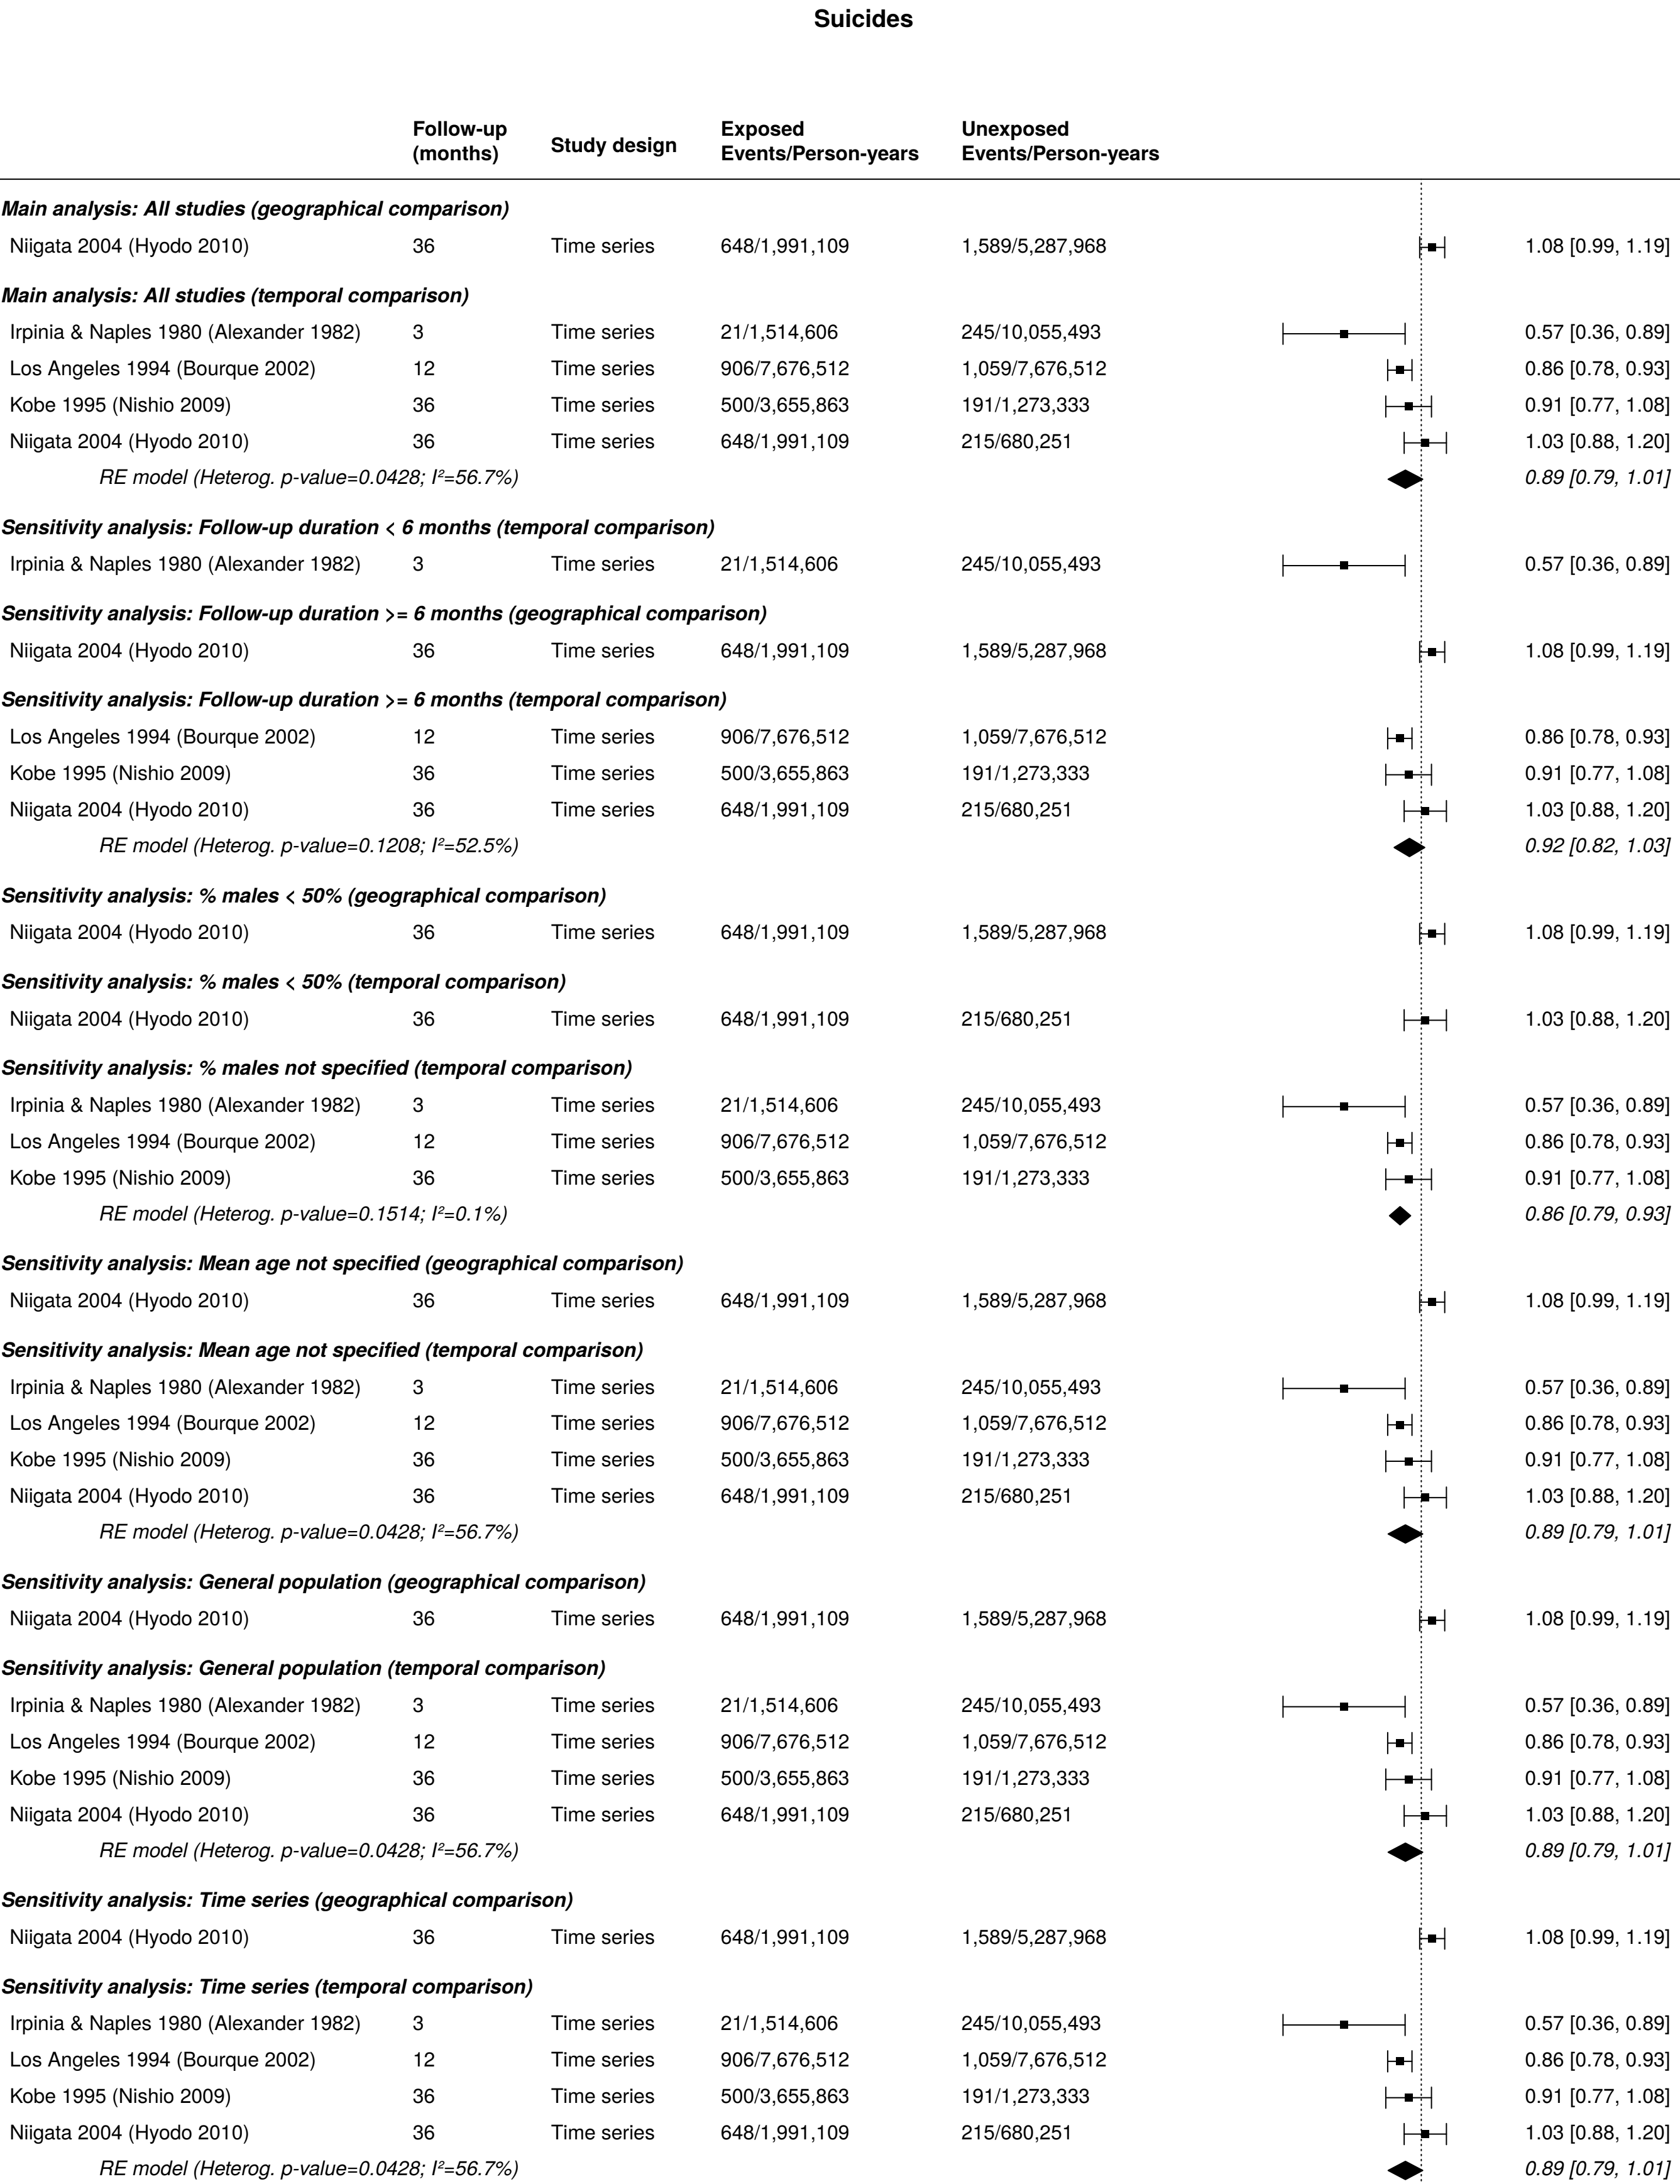 Suicides
Follow-up (months) Study design Exposed Events/Person-years Unexposed Events/Person-years
Main analysis: All studies (geographical comparison)
Niigata 2004 (Hyodo 2010) 36 Time series 648/1,991,109 1,589/5,287,968 1.08 [0.99, 1.19]
Main analysis: All studies (temporal comparison)
Irpinia & Naples 1980 (Alexander 1982) 3 Time series 21/1,514,606 245/10,055,493 0.57 [0.36, 0.89]
Los Angeles 1994 (Bourque 2002) 12 Time series 906/7,676,512 1,059/7,676,512 0.86 [0.78, 0.93]
Kobe 1995 (Nishio 2009) 36 Time series 500/3,655,863 191/1,273,333 0.91 [0.77, 1.08]
Niigata 2004 (Hyodo 2010) 36 Time series 648/1,991,109 215/680,251 1.03 [0.88, 1.20]
RE model (Heterog. p-value=0.0428; I²=56.7%) 0.89 [0.79, 1.01]
Sensitivity analysis: Follow-up duration < 6 months (temporal comparison)
Irpinia & Naples 1980 (Alexander 1982) 3 Time series 21/1,514,606 245/10,055,493 0.57 [0.36, 0.89]
Sensitivity analysis: Follow-up duration >= 6 months (geographical comparison)
Niigata 2004 (Hyodo 2010) 36 Time series 648/1,991,109 1,589/5,287,968 1.08 [0.99, 1.19]
Sensitivity analysis: Follow-up duration >= 6 months (temporal comparison)
Los Angeles 1994 (Bourque 2002) 12 Time series 906/7,676,512 1,059/7,676,512 0.86 [0.78, 0.93]
Kobe 1995 (Nishio 2009) 36 Time series 500/3,655,863 191/1,273,333 0.91 [0.77, 1.08]
Niigata 2004 (Hyodo 2010) 36 Time series 648/1,991,109 215/680,251 1.03 [0.88, 1.20]
RE model (Heterog. p-value=0.1208; I²=52.5%) 0.92 [0.82, 1.03]
Sensitivity analysis: % males < 50% (geographical comparison)
Niigata 2004 (Hyodo 2010) 36 Time series 648/1,991,109 1,589/5,287,968 1.08 [0.99, 1.19]
Sensitivity analysis: % males < 50% (temporal comparison)
Niigata 2004 (Hyodo 2010) 36 Time series 648/1,991,109 215/680,251 1.03 [0.88, 1.20]
Sensitivity analysis: % males not specified (temporal comparison)
Irpinia & Naples 1980 (Alexander 1982) 3 Time series 21/1,514,606 245/10,055,493 0.57 [0.36, 0.89]
Los Angeles 1994 (Bourque 2002) 12 Time series 906/7,676,512 1,059/7,676,512 0.86 [0.78, 0.93]
Kobe 1995 (Nishio 2009) 36 Time series 500/3,655,863 191/1,273,333 0.91 [0.77, 1.08]
RE model (Heterog. p-value=0.1514; I²=0.1%) 0.86 [0.79, 0.93]
Sensitivity analysis: Mean age not specified (geographical comparison)
Niigata 2004 (Hyodo 2010) 36 Time series 648/1,991,109 1,589/5,287,968 1.08 [0.99, 1.19]
Sensitivity analysis: Mean age not specified (temporal comparison)
Irpinia & Naples 1980 (Alexander 1982) 3 Time series 21/1,514,606 245/10,055,493 0.57 [0.36, 0.89]
Los Angeles 1994 (Bourque 2002) 12 Time series 906/7,676,512 1,059/7,676,512 0.86 [0.78, 0.93]
Kobe 1995 (Nishio 2009) 36 Time series 500/3,655,863 191/1,273,333 0.91 [0.77, 1.08]
Niigata 2004 (Hyodo 2010) 36 Time series 648/1,991,109 215/680,251 1.03 [0.88, 1.20]
RE model (Heterog. p-value=0.0428; I²=56.7%) 0.89 [0.79, 1.01]
Sensitivity analysis: General population (geographical comparison)
Niigata 2004 (Hyodo 2010) 36 Time series 648/1,991,109 1,589/5,287,968 1.08 [0.99, 1.19]
Sensitivity analysis: General population (temporal comparison)
Irpinia & Naples 1980 (Alexander 1982) 3 Time series 21/1,514,606 245/10,055,493 0.57 [0.36, 0.89]
Los Angeles 1994 (Bourque 2002) 12 Time series 906/7,676,512 1,059/7,676,512 0.86 [0.78, 0.93]
Kobe 1995 (Nishio 2009) 36 Time series 500/3,655,863 191/1,273,333 0.91 [0.77, 1.08]
Niigata 2004 (Hyodo 2010) 36 Time series 648/1,991,109 215/680,251 1.03 [0.88, 1.20]
RE model (Heterog. p-value=0.0428; I²=56.7%) 0.89 [0.79, 1.01]
Sensitivity analysis: Time series (geographical comparison)
Niigata 2004 (Hyodo 2010) 36 Time series 648/1,991,109 1,589/5,287,968 1.08 [0.99, 1.19]
Sensitivity analysis: Time series (temporal comparison)
Irpinia & Naples 1980 (Alexander 1982) 3 Time series 21/1,514,606 245/10,055,493 0.57 [0.36, 0.89]
Los Angeles 1994 (Bourque 2002) 12 Time series 906/7,676,512 1,059/7,676,512 0.86 [0.78, 0.93]
Kobe 1995 (Nishio 2009) 36 Time series 500/3,655,863 191/1,273,333 0.91 [0.77, 1.08]
Niigata 2004 (Hyodo 2010) 36 Time series 648/1,991,109 215/680,251 1.03 [0.88, 1.20]
RE model (Heterog. p-value=0.0428; I²=56.7%) 0.89 [0.79, 1.01]